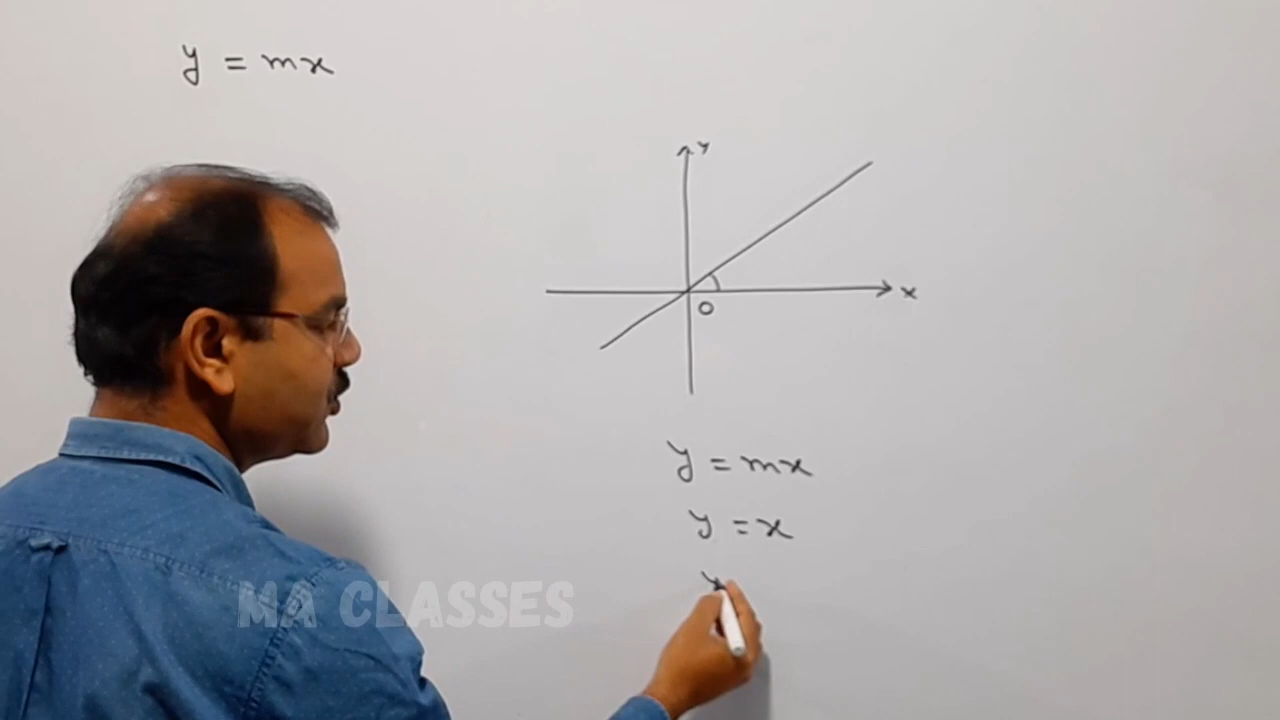 y = mx
y
x
O
y = mx
y = x
y
MA CLASSES